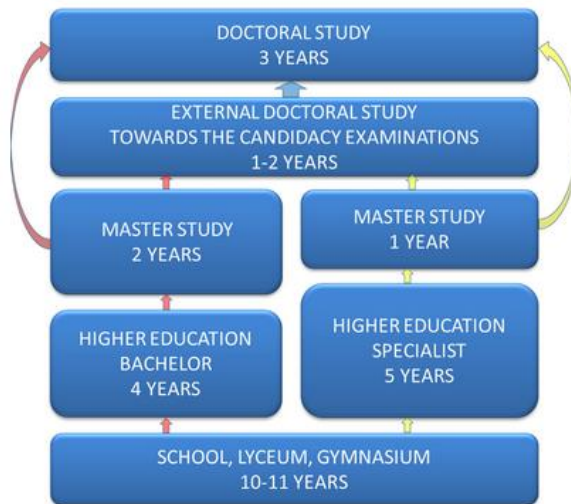 DOCTORAL STUDY
3 YEARS
EXTERNAL DOCTORAL STUDY
TOWARDS THE CANDIDACY EXAMINATIONS
1-2 YEARS
MASTER STUDY
2 YEARS
MASTER STUDY
1 YEAR
HIGHER EDUCATION
BACHELOR
4 YEARS
HIGHER EDUCATION
SPECIALIST
5 YEARS
SCHOOL, LYCEUM, GYMNASIUM
10-11 YEARS